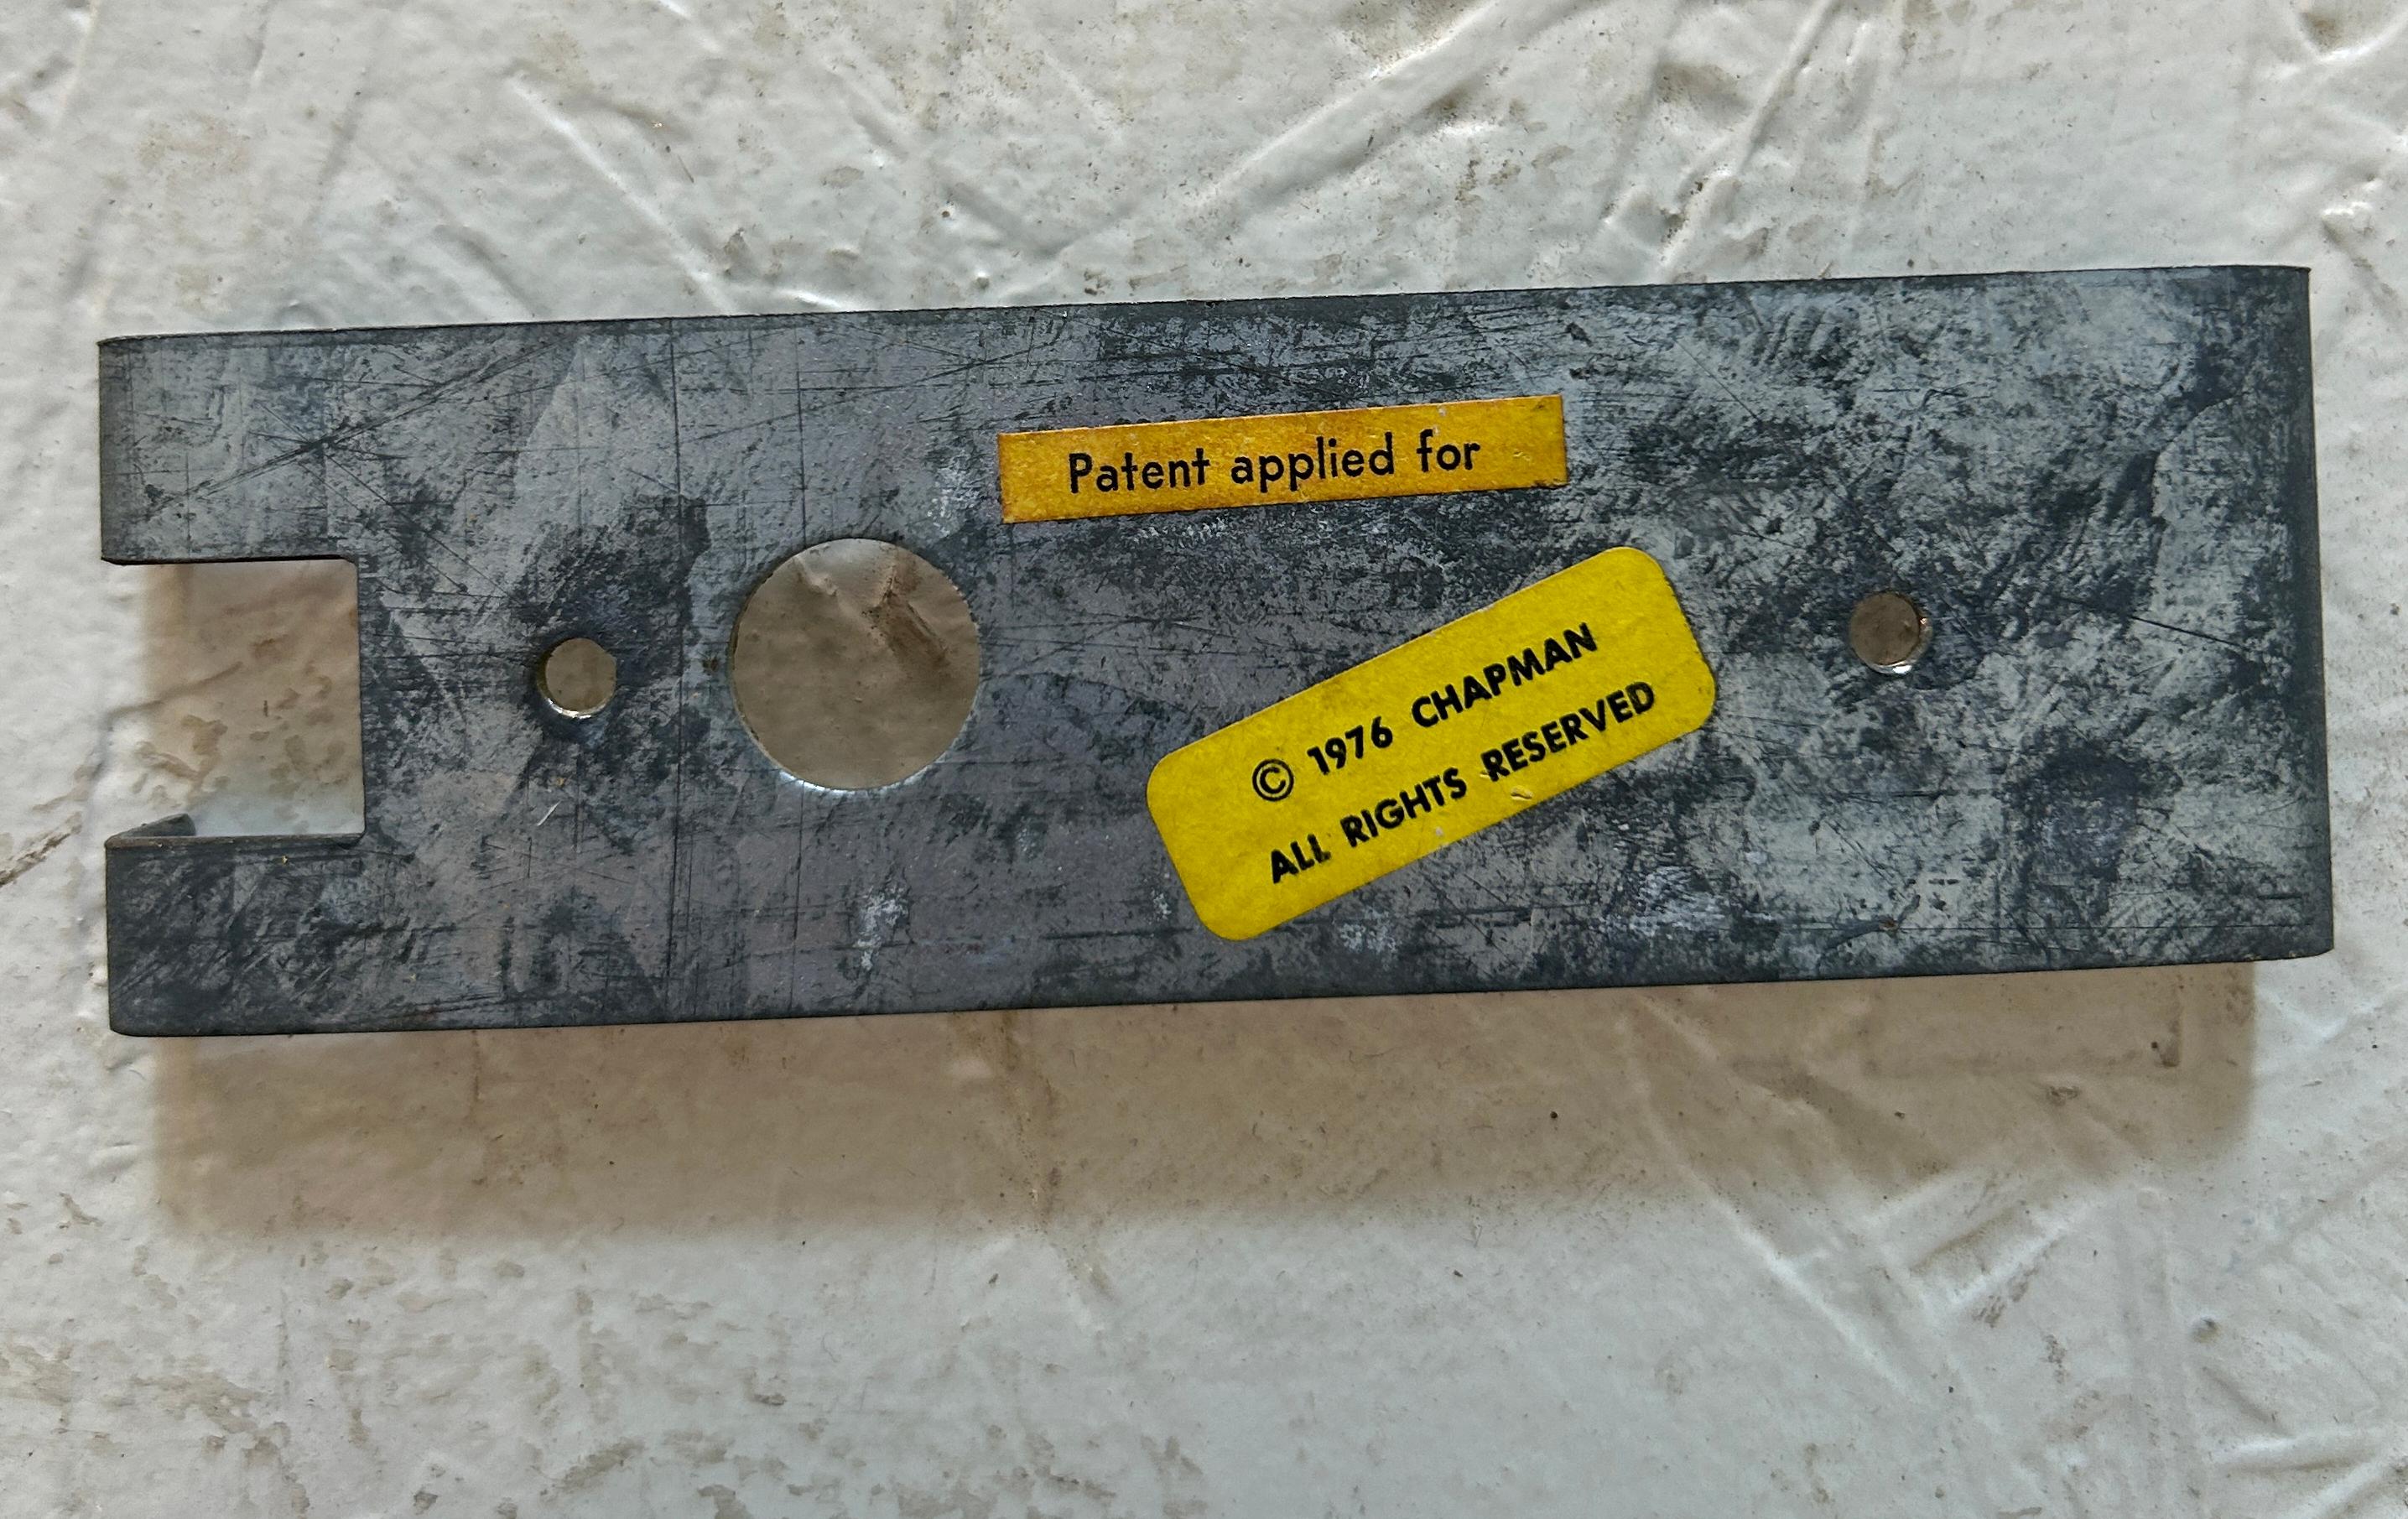 Patent applied for
© 1976 CHAPMAN
ALL RIGHTS RESERVED